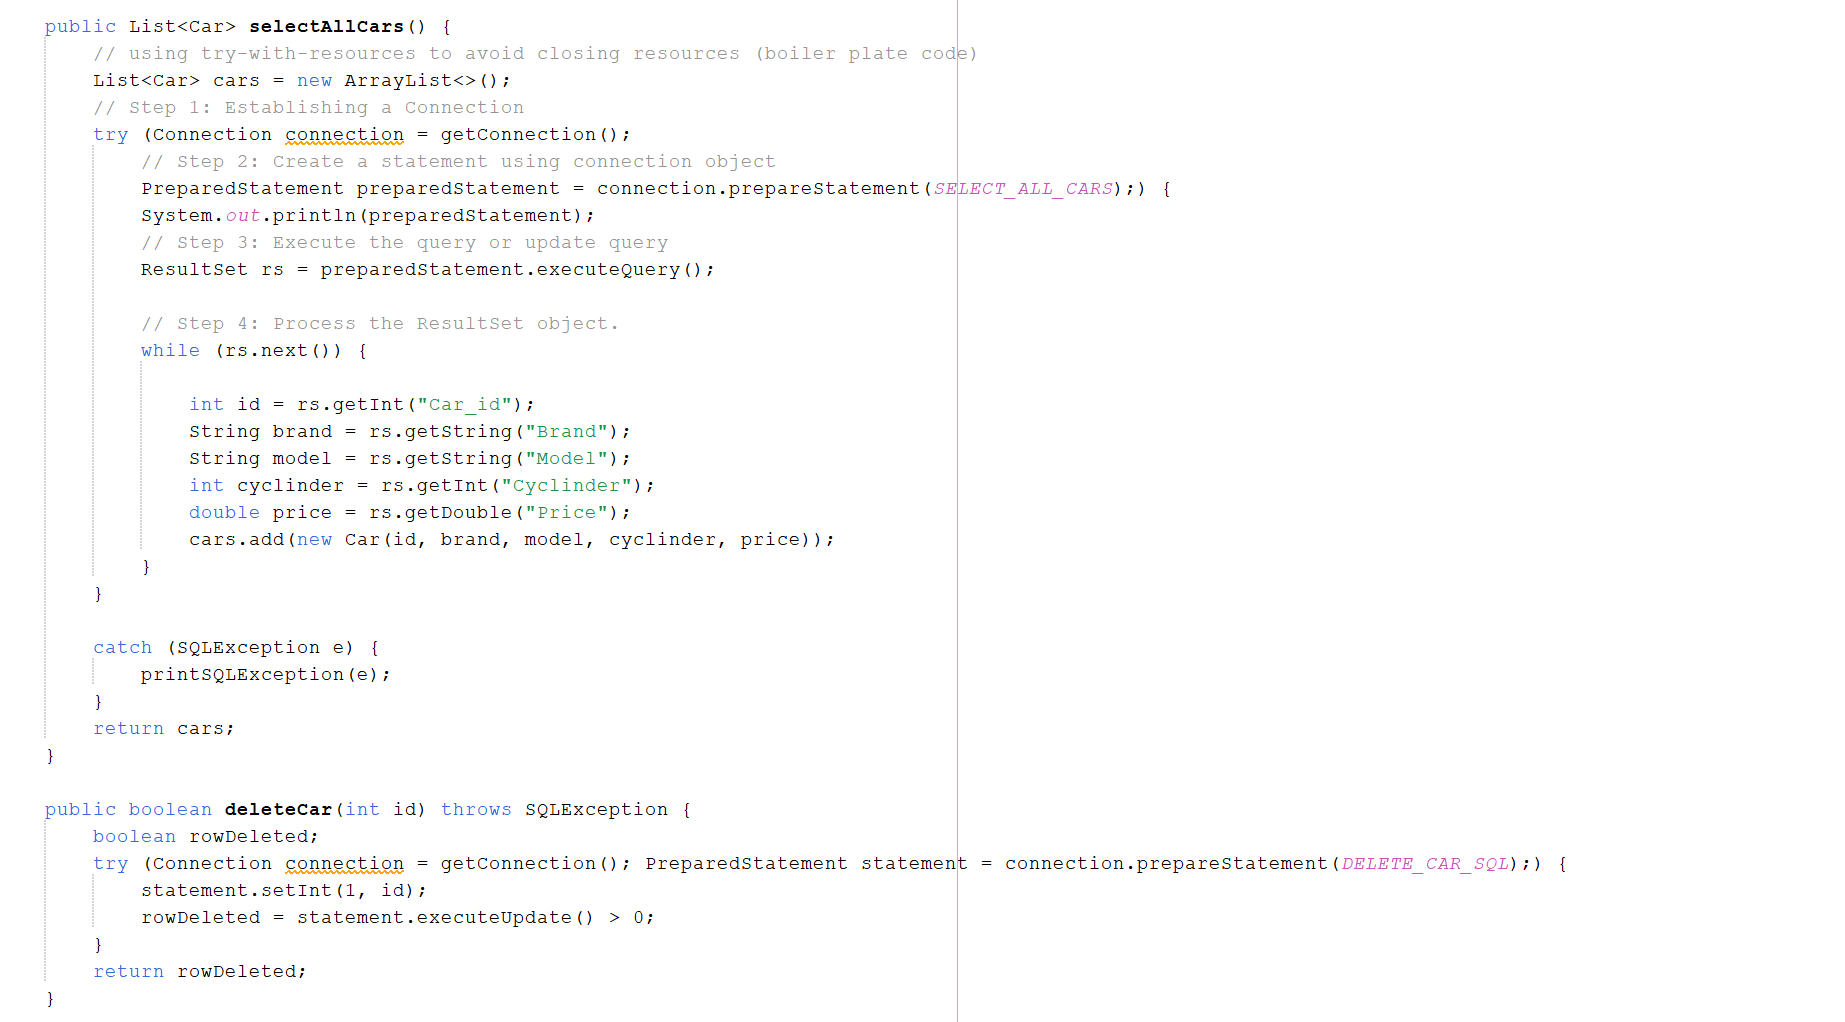 public List<Car> selectAllCars() {
    // using try-with-resources to avoid closing resources (boiler plate code)
    List<Car> cars = new ArrayList<>();
    // Step 1: Establishing a Connection
    try (Connection connection = getConnection();
        // Step 2: Create a statement using connection object
        PreparedStatement preparedStatement = connection.prepareStatement(SELECT_ALL_CARS);) {
        System.out.println(preparedStatement);
        // Step 3: Execute the query or update query
        ResultSet rs = preparedStatement.executeQuery();

        // Step 4: Process the ResultSet object.
        while (rs.next()) {

            int id = rs.getInt("Car_id");
            String brand = rs.getString("Brand");
            String model = rs.getString("Model");
            int cyclinder = rs.getInt("Cyclinder");
            double price = rs.getDouble("Price");
            cars.add(new Car(id, brand, model, cyclinder, price));
        }
    }

    catch (SQLException e) {
        printSQLException(e);
    }
    return cars;
}

public boolean deleteCar(int id) throws SQLException {
    boolean rowDeleted;
    try (Connection connection = getConnection(); PreparedStatement statement = connection.prepareStatement(DELETE_CAR_SQL);) {
        statement.setInt(1, id);
        rowDeleted = statement.executeUpdate() > 0;
    }
    return rowDeleted;
}